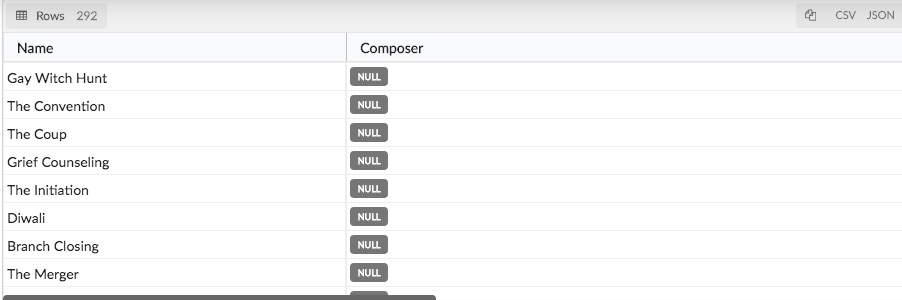 Rows 292 CSV JSON
Name Composer
Gay Witch Hunt NULL
The Convention NULL
The Coup NULL
Grief Counseling NULL
The Initiation NULL
Diwali NULL
Branch Closing NULL
The Merger NULL